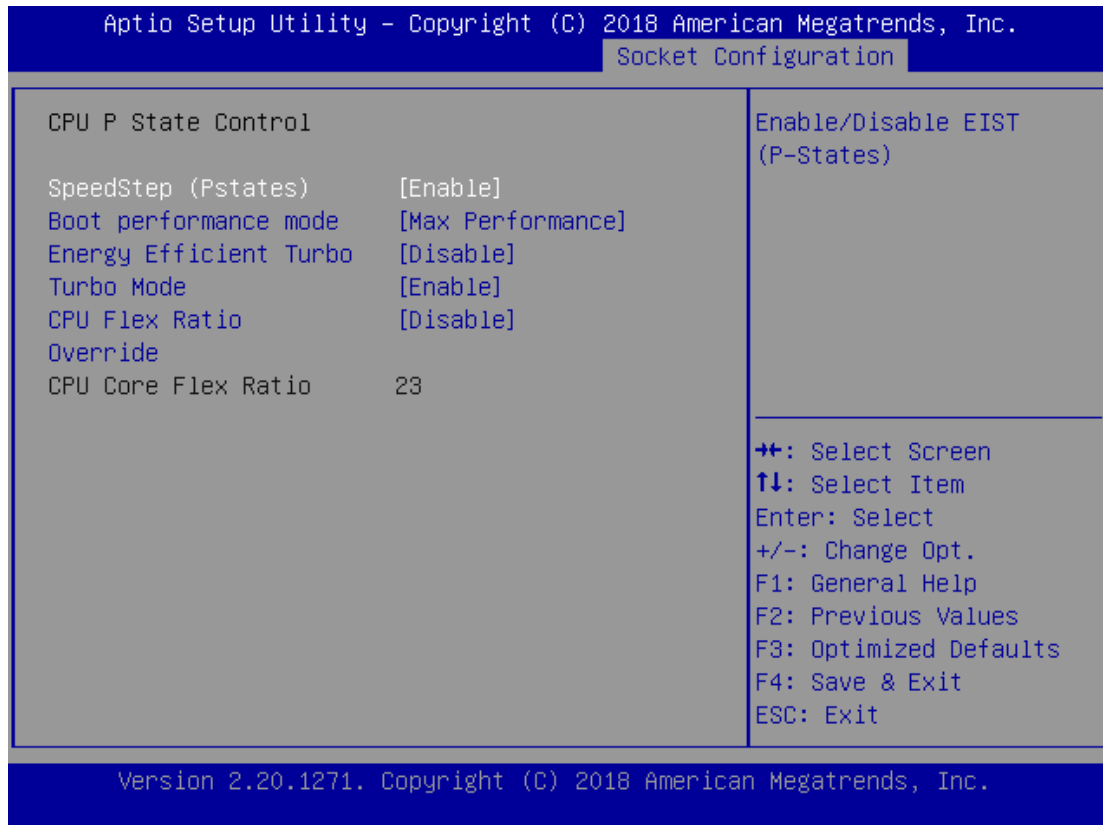 Aptio Setup Utility – Copyright (C) 2018 American Megatrends, Inc.
Socket Configuration
CPU P State Control
SpeedStep (Pstates) [Enable]
Boot performance mode [Max Performance]
Energy Efficient Turbo [Disable]
Turbo Mode [Enable]
CPU Flex Ratio [Disable]
Override
CPU Core Flex Ratio 23
Enable/Disable EIST
(P-States)
→←: Select Screen
↑↓: Select Item
Enter: Select
+/-: Change Opt.
F1: General Help
F2: Previous Values
F3: Optimized Defaults
F4: Save & Exit
ESC: Exit
Version 2.20.1271. Copyright (C) 2018 American Megatrends, Inc.